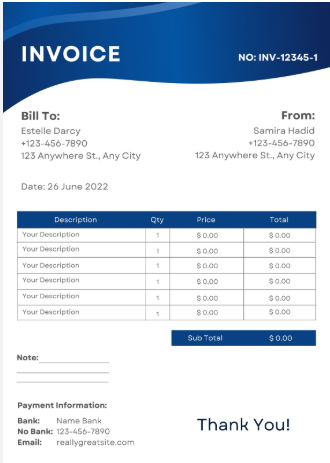 INVOICE
NO: INV-12345-1
Bill To:
Estelle Darcy
+123-456-7890
123 Anywhere St., Any City
From:
Samira Hadid
+123-456-7890
123 Anywhere St., Any City
Date: 26 June 2022
Description Qty Price Total
Your Description 1 $ 0.00 $ 0.00
Your Description 1 $ 0.00 $ 0.00
Your Description 1 $ 0.00 $ 0.00
Your Description 1 $ 0.00 $ 0.00
Your Description 1 $ 0.00 $ 0.00
Your Description 1 $ 0.00 $ 0.00
Sub Total $ 0.00
Note:
Payment Information:
Bank: Name Bank
No Bank: 123-456-7890
Email: reallygreatsite.com
Thank You!